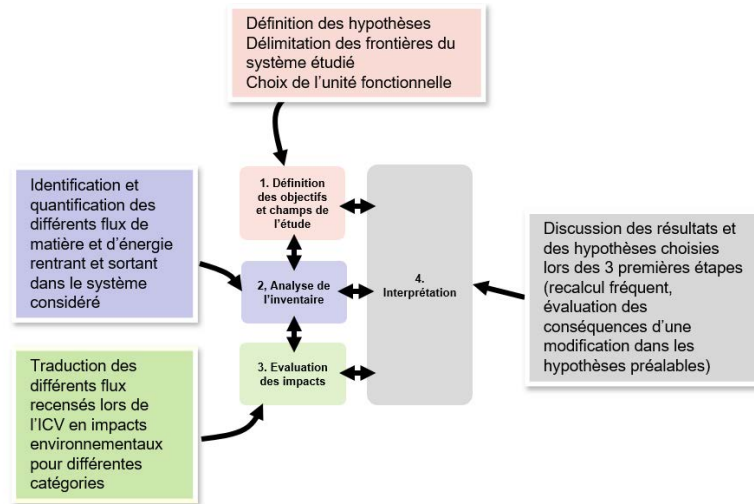 Définition des hypothèses
Délimitation des frontières du
système étudié
Choix de l'unité fonctionnelle
Identification et
quantification des
différents flux de
matière et d'énergie
rentrant et sortant
dans le système
considéré
1. Définition
des objectifs
et champs de
l'étude
2, Analyse de
l'inventaire
3. Evaluation
des impacts
4.
Interprétation
Discussion des résultats et
des hypothèses choisies
lors des 3 premières étapes
(recalcul fréquent,
évaluation des
conséquences d'une
modification dans les
hypothèses préalables)
Traduction des
différents flux
recensés lors de
l'ICV en impacts
environnementaux
pour différentes
catégories